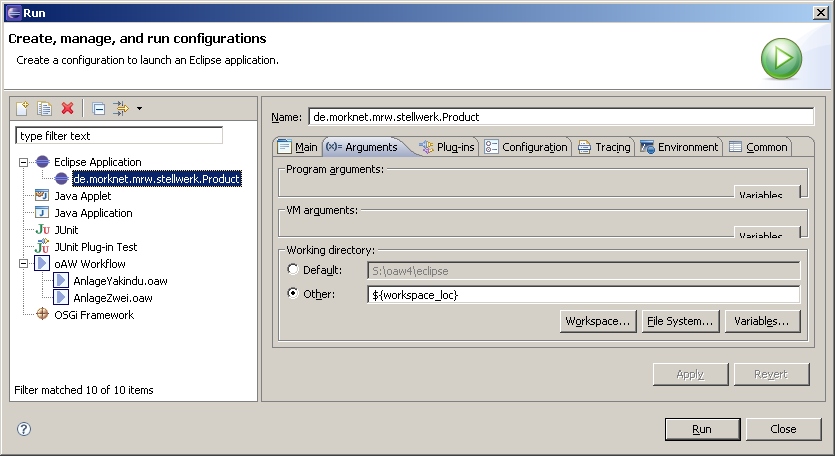 Run
Create, manage, and run configurations
Create a configuration to launch an Eclipse application.
type filter text
Eclipse Application
de.morknet.mrw.stellwerk.Product
Java Applet
Java Application
JUnit
JUnit Plug-in Test
oAW Workflow
AnlageYakindu.oaw
AnlageZwei.oaw
OSGi Framework
Filter matched 10 of 10 items
Name: de.morknet.mrw.stellwerk.Product
Main (x)= Arguments Plug-ins Configuration Tracing Environment Common
Program arguments:
Variables...
VM arguments:
Variables...
Working directory:
Default: S:\oaw4\eclipse
Other: ${workspace_loc}
Workspace... File System... Variables...
Apply Revert
Run Close